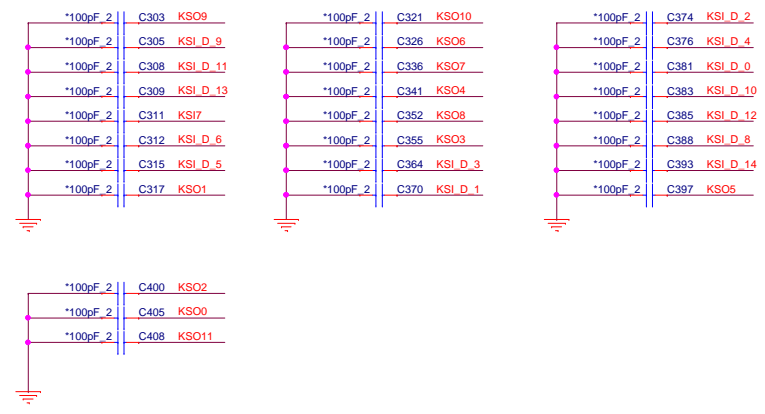 *100pF_2 C303 KSO9
*100pF_2 C305 KSI_D_9
*100pF_2 C308 KSI_D_11
*100pF_2 C309 KSI_D_13
*100pF_2 C311 KSI7
*100pF_2 C312 KSI_D_6
*100pF_2 C315 KSI_D_5
*100pF_2 C317 KSO1
*100pF_2 C321 KSO10
*100pF_2 C326 KSO6
*100pF_2 C336 KSO7
*100pF_2 C341 KSO4
*100pF_2 C352 KSO8
*100pF_2 C355 KSO3
*100pF_2 C364 KSI_D_3
*100pF_2 C370 KSI_D_1
*100pF_2 C374 KSI_D_2
*100pF_2 C376 KSI_D_4
*100pF_2 C381 KSI_D_0
*100pF_2 C383 KSI_D_10
*100pF_2 C385 KSI_D_12
*100pF_2 C388 KSI_D_8
*100pF_2 C393 KSI_D_14
*100pF_2 C397 KSO5
*100pF_2 C400 KSO2
*100pF_2 C405 KSO0
*100pF_2 C408 KSO11